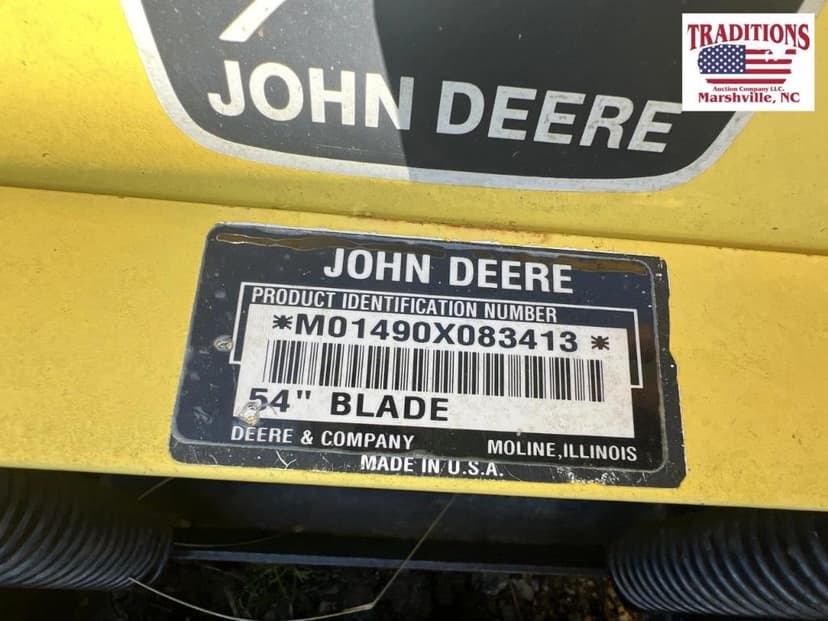 TRADITIONS
Auction Company LLC.
Marshville, NC
JOHN DEERE
JOHN DEERE
PRODUCT IDENTIFICATION NUMBER
*M01490X083413*
54" BLADE
DEERE & COMPANY MOLINE, ILLINOIS
MADE IN U.S.A.